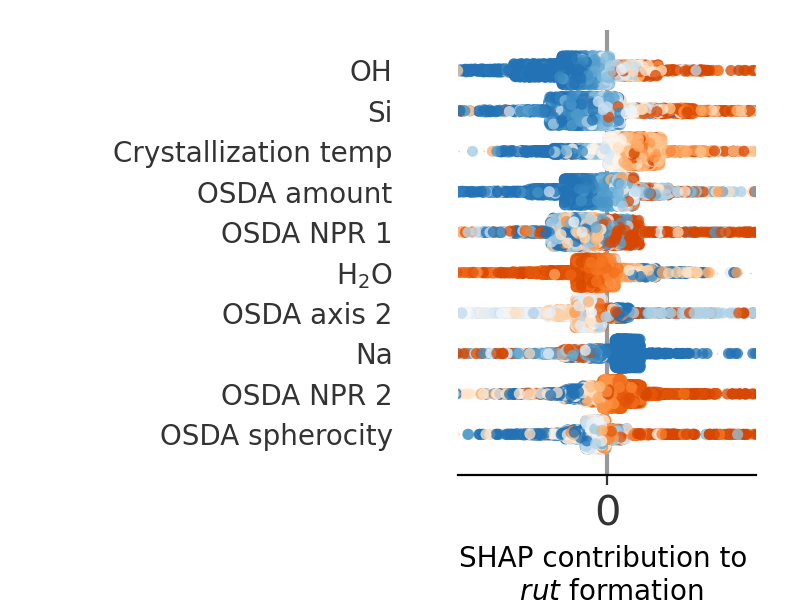 OH
Si
Crystallization temp
OSDA amount
OSDA NPR 1
H₂O
OSDA axis 2
Na
OSDA NPR 2
OSDA spherocity
0
SHAP contribution to
rut formation